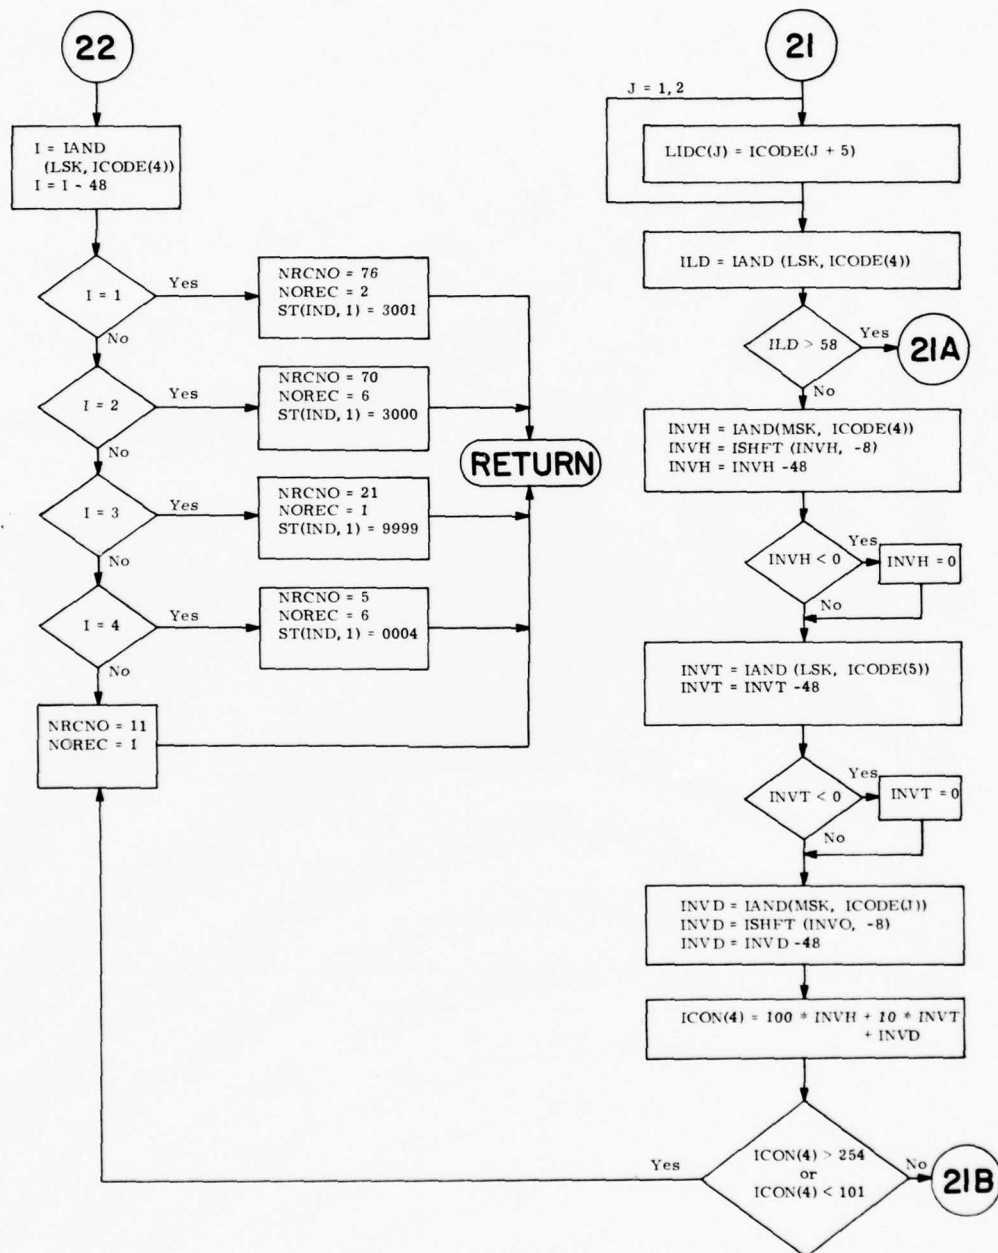 22
I = IAND
(LSK, ICODE(4))
I = I - 48
I = 1
Yes
No
NRCNO = 76
NOREC = 2
ST(IND, 1) = 3001
I = 2
Yes
No
NRCNO = 70
NOREC = 6
ST(IND, 1) = 3000
RETURN
I = 3
Yes
No
NRCNO = 21
NOREC = 1
ST(IND, 1) = 9999
I = 4
Yes
No
NRCNO = 5
NOREC = 6
ST(IND, 1) = 0004
NRCNO = 11
NOREC = 1
21
J = 1, 2
LIDC(J) = ICODE(J + 5)
ILD = IAND (LSK, ICODE(4))
ILD > 58
Yes
21A
No
INVH = IAND(MSK, ICODE(4))
INVH = ISHFT (INVH, -8)
INVH = INVH -48
INVH < 0
Yes
INVH = 0
No
INVT = IAND (LSK, ICODE(5))
INVT = INVT -48
INVT < 0
Yes
INVT = 0
No
INVD = IAND(MSK, ICODE(J))
INVD = ISHFT (INVO, -8)
INVD = INVD -48
ICON(4) = 100 * INVH + 10 * INVT
+ INVD
ICON(4) > 254
or
ICON(4) < 101
Yes
No
21B